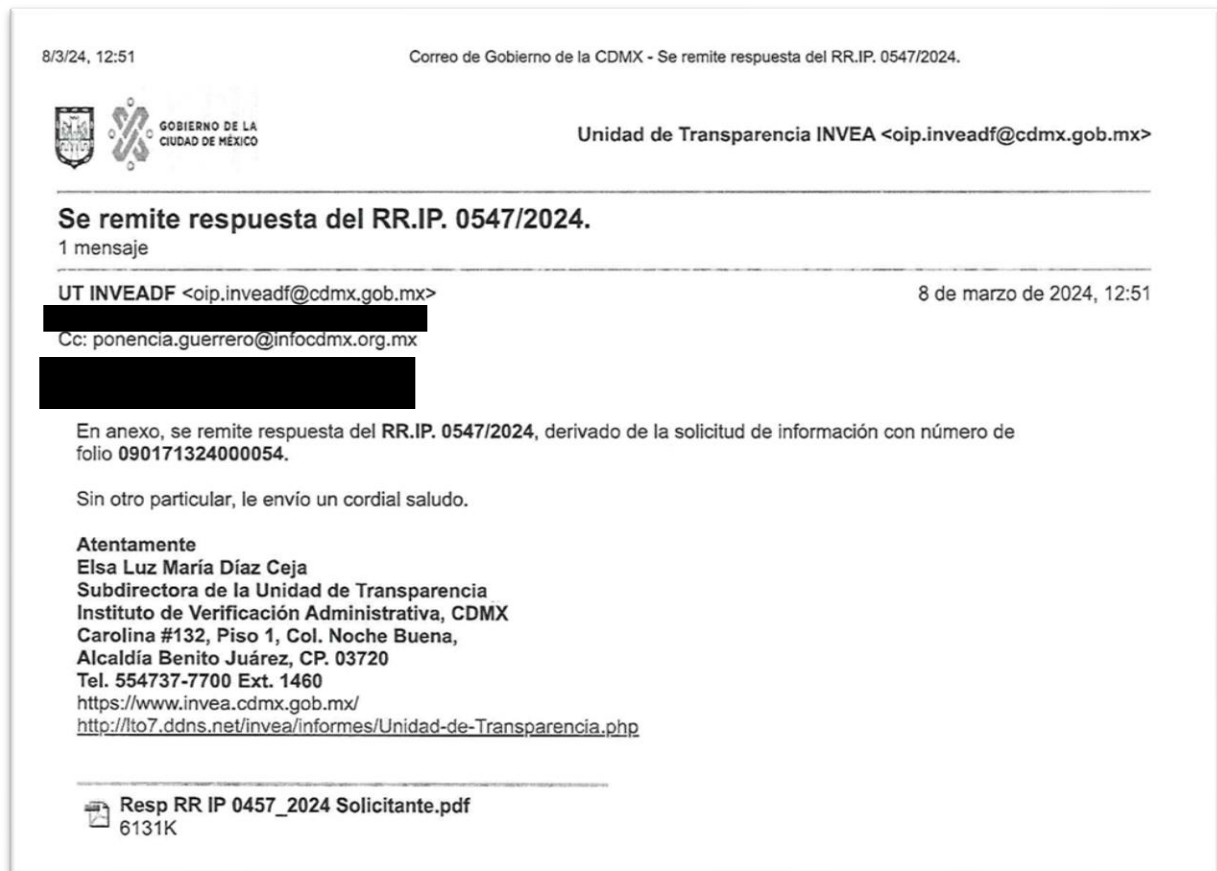 8/3/24, 12:51
Correo de Gobierno de la CDMX - Se remite respuesta del RR.IP. 0547/2024.
GOBIERNO DE LA
CIUDAD DE MÉXICO
Unidad de Transparencia INVEA <oip.inveadf@cdmx.gob.mx>
Se remite respuesta del RR.IP. 0547/2024.
1 mensaje
UT INVEADF <oip.inveadf@cdmx.gob.mx>
8 de marzo de 2024, 12:51
Cc: ponencia.guerrero@infocdmx.org.mx
En anexo, se remite respuesta del RR.IP. 0547/2024, derivado de la solicitud de información con número de
folio 090171324000054.
Sin otro particular, le envío un cordial saludo.
Atentamente
Elsa Luz María Díaz Ceja
Subdirectora de la Unidad de Transparencia
Instituto de Verificación Administrativa, CDMX
Carolina #132, Piso 1, Col. Noche Buena,
Alcaldía Benito Juárez, CP. 03720
Tel. 554737-7700 Ext. 1460
https://www.invea.cdmx.gob.mx/
http://lto7.ddns.net/invea/informes/Unidad-de-Transparencia.php
Resp RR IP 0457_2024 Solicitante.pdf
6131K